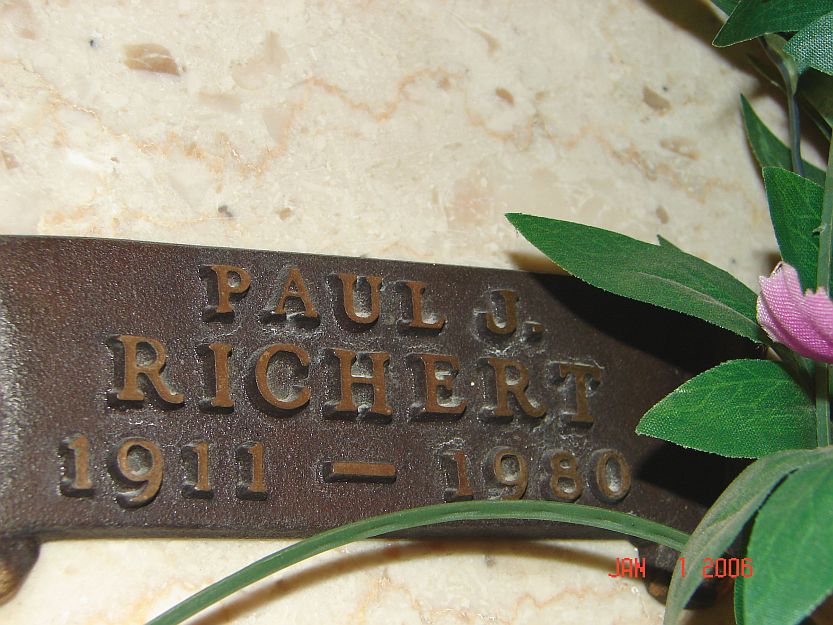 PAUL J.
RICHERT
1911 — 1980
JAN 1 2006